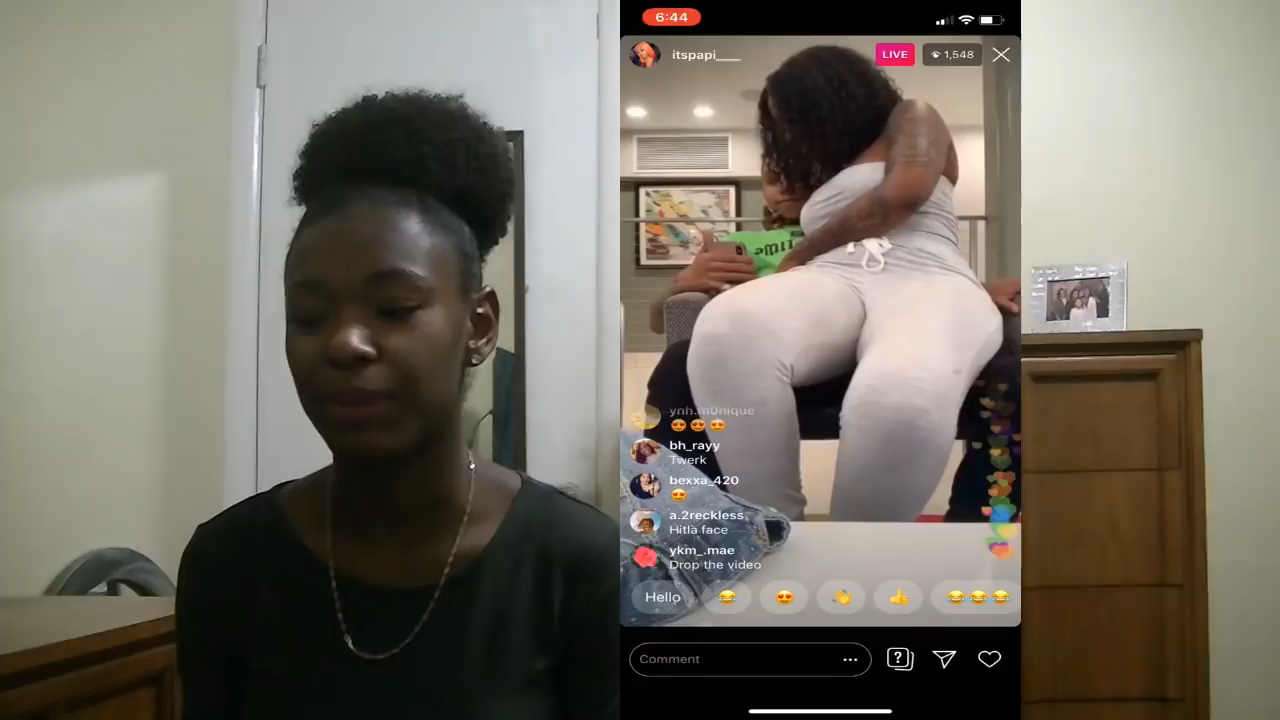 6:44
itspapi____
LIVE
1,548
ynh.m0nique
bh_rayy
Twerk
bexxa_420
a.2reckless
Hitla face
ykm_.mae
Drop the video
Hello
Comment